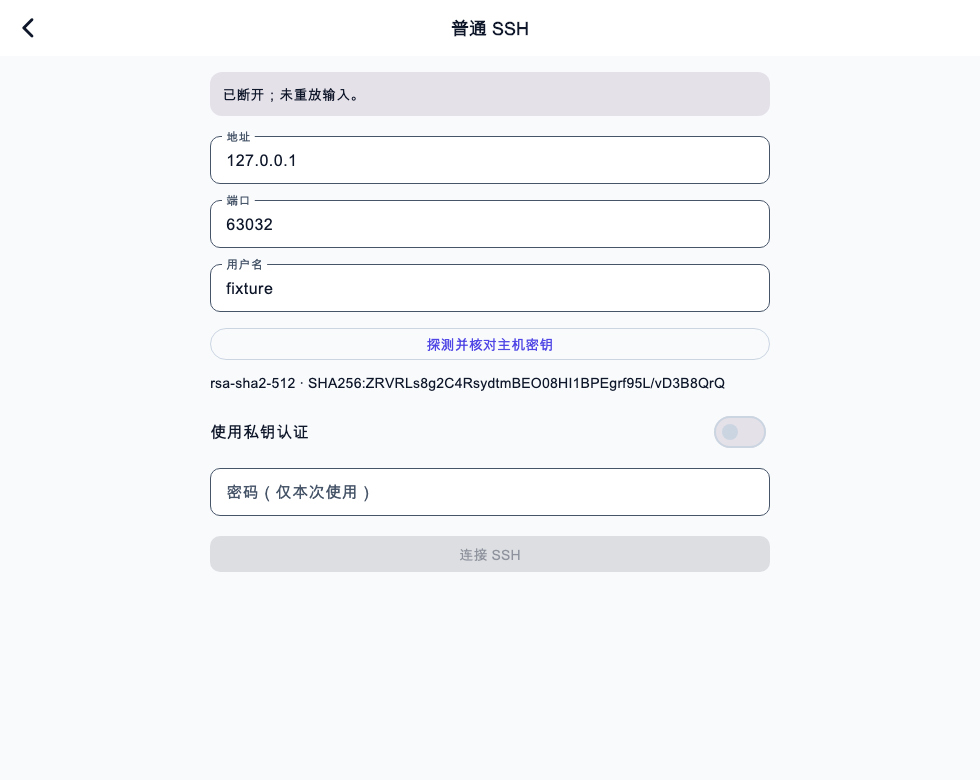 普通 SSH
已断开；未重放输入。
地址
127.0.0.1
端口
63032
用户名
fixture
探测并核对主机密钥
rsa-sha2-512 · SHA256:ZRVRLs8g2C4RsydtmBEO08HI1BPEgrf95L/vD3B8QrQ
使用私钥认证
密码（仅本次使用）
连接 SSH